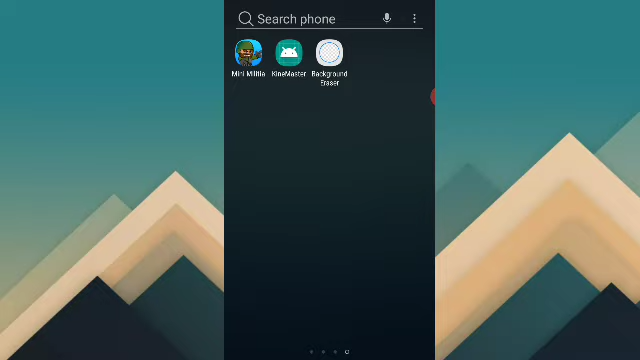 Search phone
Mini Militia
KineMaster
Background
Eraser